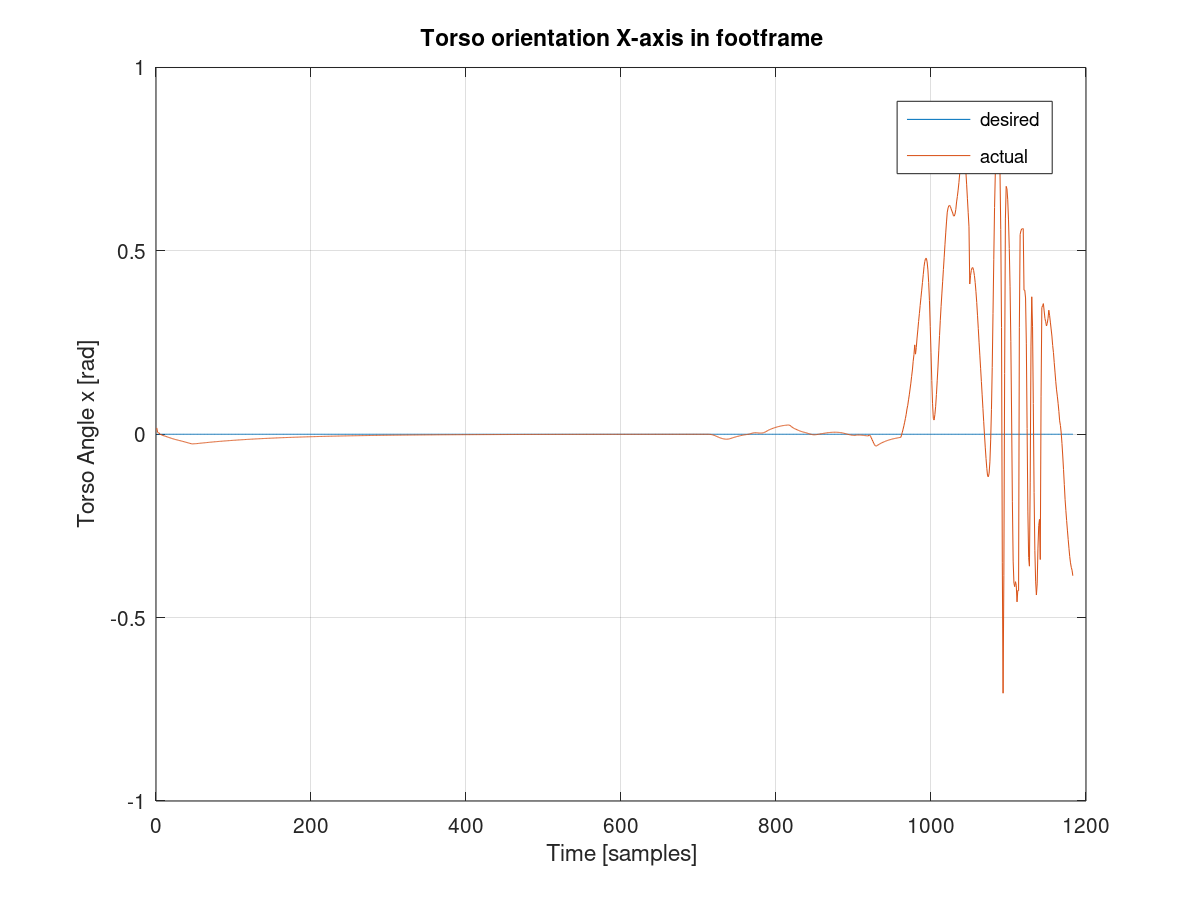 Torso orientation X-axis in footframe
1
desired
actual
0.5
Torso Angle x [rad]
0
-0.5
-1
0 200 400 600 800 1000 1200
Time [samples]